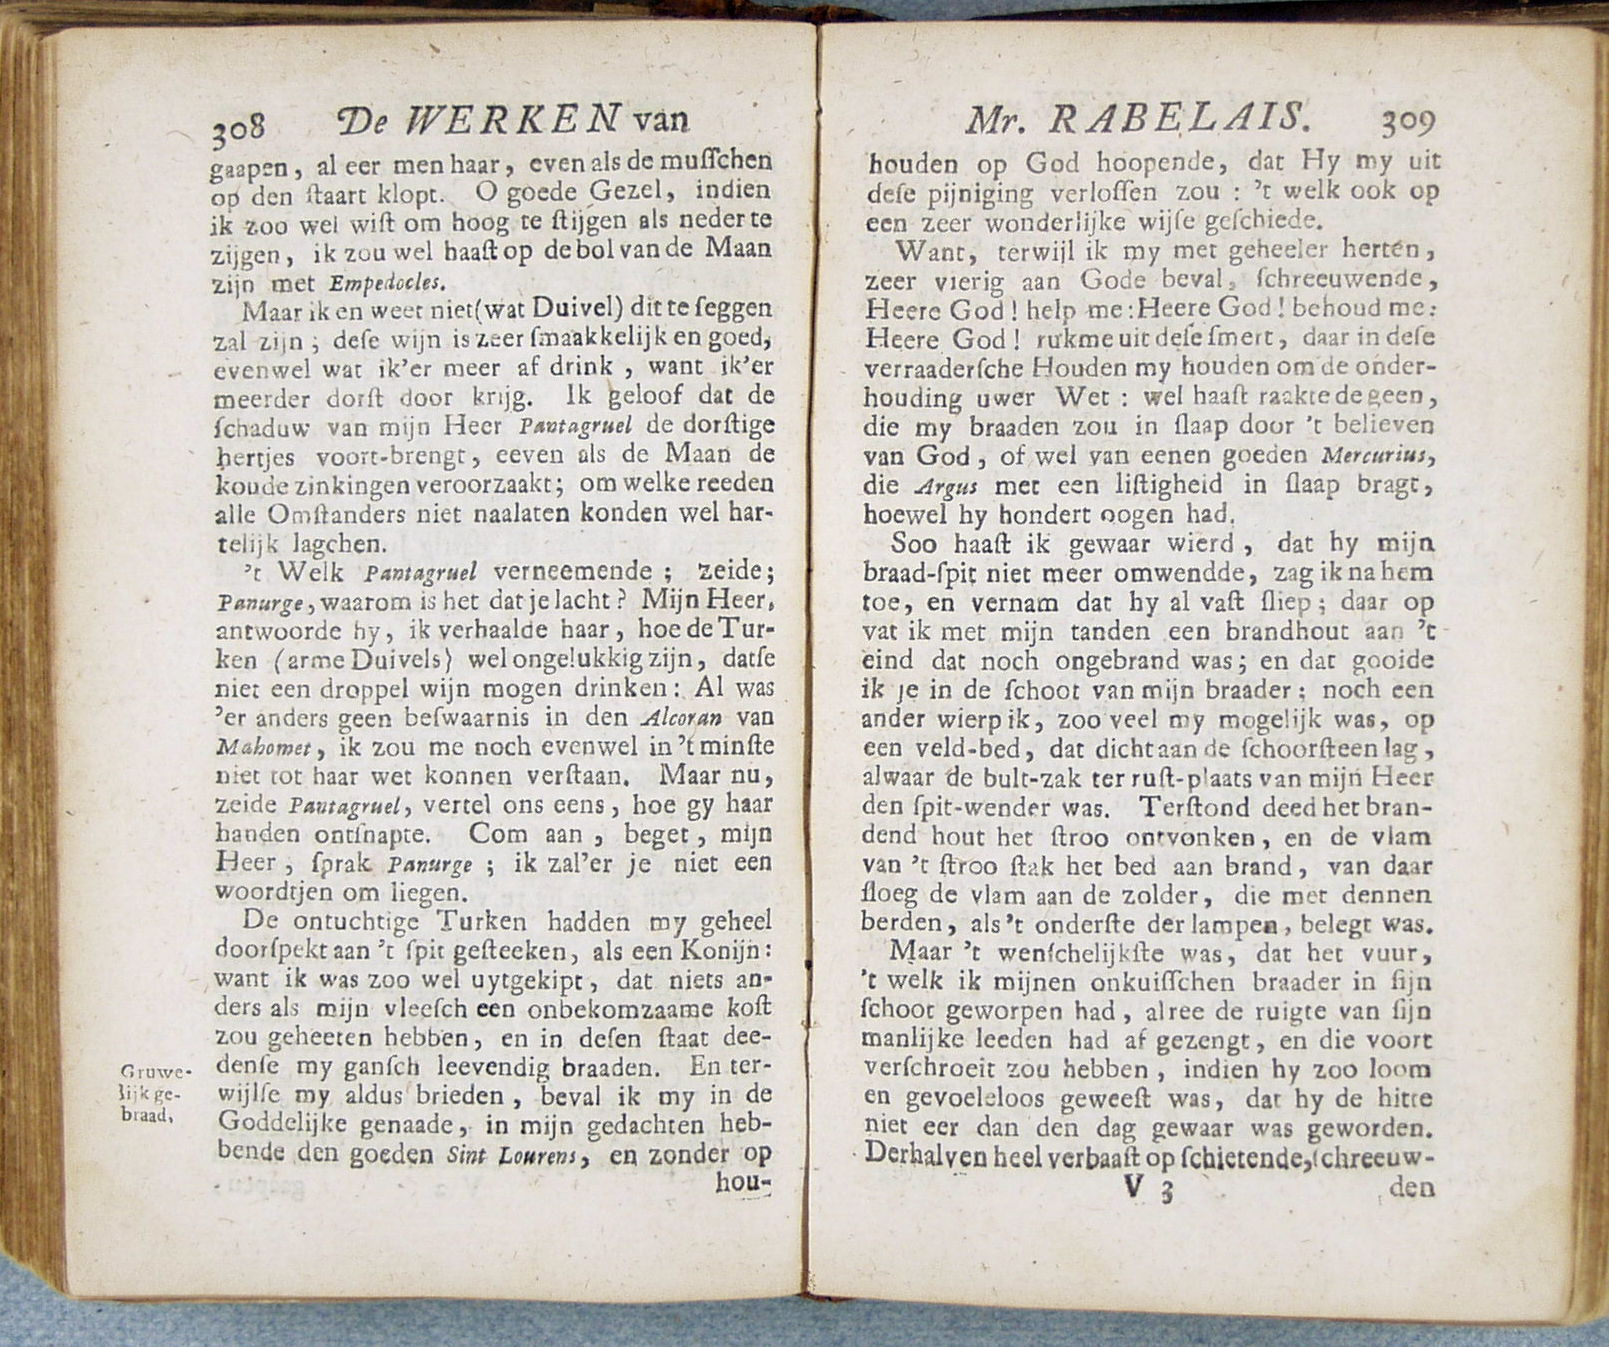 308 De WERKEN van
gaapen, al eer men haar, even als de musſchen
op den ſtaart klopt. O goede Gezel, indien
ik zoo wel wiſt om hoog te ſtijgen als neder te
zijgen, ik zou wel haaſt op de bol van de Maan
zijn met Empedocles.
Maar ik en weet niet (wat Duivel) dit te ſeggen
zal zijn; deſe wijn is zeer ſmaakkelijk en goed,
evenwel wat ik'er meer af drink, want ik'er
meerder dorſt door krijg. Ik geloof dat de
ſchaduw van mijn Heer Pantagruel de dorſtige
hertjes voort-brengt, eeven als de Maan de
koude zinkingen veroorzaakt; om welke reeden
alle Omſtanders niet naalaten konden wel har-
telijk lagchen.
't Welk Pantagruel verneemende; zeide;
Panurge, waarom is het dat je lacht? Mijn Heer,
antwoorde hy, ik verhaalde haar, hoe de Tur-
ken (arme Duivels) wel ongelukkig zijn, datſe
niet een droppel wijn mogen drinken: Al was
'er anders geen beſwaarnis in den Alcoran van
Mahomet, ik zou me noch evenwel in 't minſte
niet tot haar wet konnen verſtaan. Maar nu,
zeide Pantagruel, vertel ons eens, hoe gy haar
handen ontſnapte. Com aan, beget, mijn
Heer, ſprak Panurge; ik zal'er je niet een
woordtjen om liegen.
De ontuchtige Turken hadden my geheel
doorſpekt aan 't ſpit geſteeken, als een Konijn:
want ik was zoo wel uytgekipt, dat niets an-
ders als mijn vleeſch een onbekomzaame koſt
zou geheeten hebben, en in deſen ſtaat dee-
denſe my ganſch leevendig braaden. En ter-
wijlſe my aldus brieden, beval ik my in de
Goddelijke genaade, in mijn gedachten heb-
bende den goeden Sint Lourens, en zonder op
hou-
Gruwe-
lijk ge-
braad,
Mr. RABELAIS. 309
houden op God hoopende, dat Hy my uit
deſe pijniging verloſſen zou: 't welk ook op
een zeer wonderlijke wijſe geſchiede.
Want, terwijl ik my met geheeler herten,
zeer vierig aan Gode beval, ſchreeuwende,
Heere God! help me: Heere God! behoud me:
Heere God! ruk me uit deſe ſmert, daar in deſe
verraaderſche Houden my houden om de onder-
houding uwer Wet: wel haaſt raakte de geen,
die my braaden zou in ſlaap door 't believen
van God, of wel van eenen goeden Mercurius,
die Argus met een liſtigheid in ſlaap bragt,
hoewel hy hondert oogen had.
Soo haaſt ik gewaar wierd, dat hy mijn
braad-ſpit niet meer omwendde, zag ik na hem
toe, en vernam dat hy al vaſt ſliep; daar op
vat ik met mijn tanden een brandhout aan 't
eind dat noch ongebrand was; en dat gooide
ik je in de ſchoot van mijn braader; noch een
ander wierp ik, zoo veel my mogelijk was, op
een veld-bed, dat dicht aan de ſchoorſteen lag,
alwaar de bult-zak ter ruſt-plaats van mijn Heer
den ſpit-wender was. Terſtond deed het bran-
dend hout het ſtroo ontvonken, en de vlam
van 't ſtroo ſtak het bed aan brand, van daar
ſloeg de vlam aan de zolder, die met dennen
berden, als 't onderſte der lampen, belegt was.
Maar 't wenſchelijkſte was, dat het vuur,
't welk ik mijnen onkuiſſchen braader in ſijn
ſchoot geworpen had, alree de ruigte van ſijn
manlijke leeden had af gezengt, en die voort
verſchroeit zou hebben, indien hy zoo loom
en gevoeleloos geweeſt was, dat hy de hitte
niet eer dan den dag gewaar was geworden.
Derhalven heel verbaaſt op ſchietende, ſchreeuw-
V 3 den